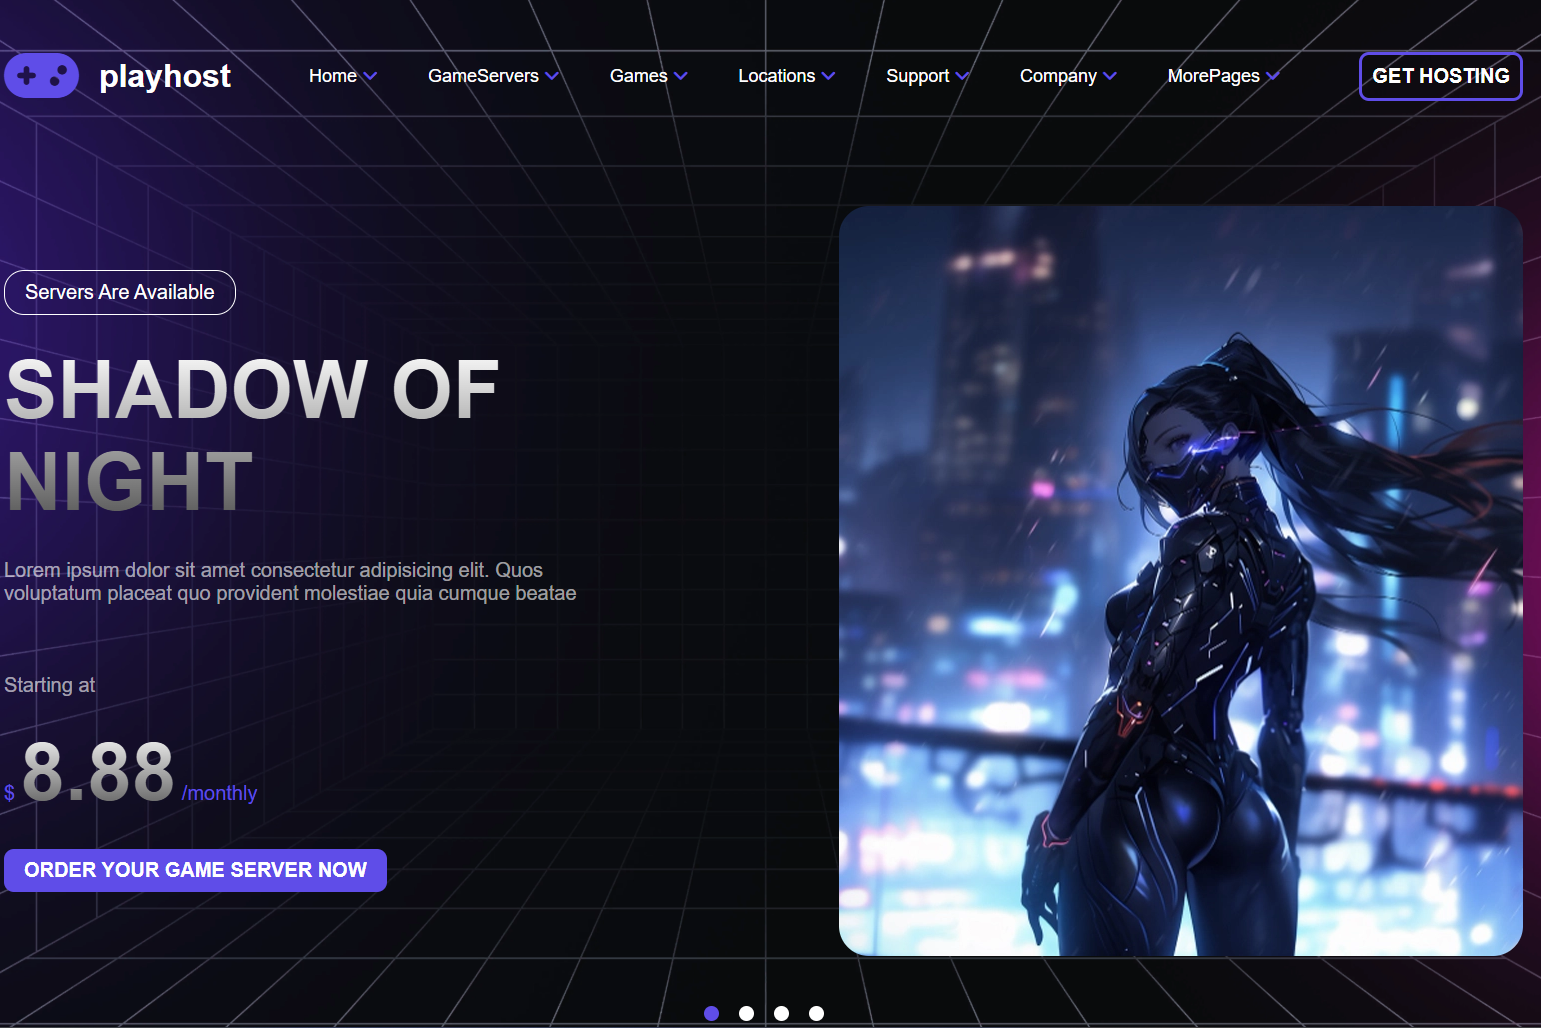 playhost
Home
GameServers
Games
Locations
Support
Company
MorePages
GET HOSTING
Servers Are Available
SHADOW OF
NIGHT
Lorem ipsum dolor sit amet consectetur adipisicing elit. Quos
voluptatum placeat quo provident molestiae quia cumque beatae
Starting at
$ 8.88 /monthly
ORDER YOUR GAME SERVER NOW